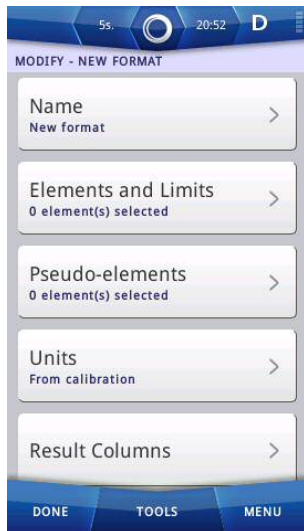 5s. 20:52 D
MODIFY - NEW FORMAT
Name
New format
Elements and Limits
0 element(s) selected
Pseudo-elements
0 element(s) selected
Units
From calibration
Result Columns
DONE TOOLS MENU